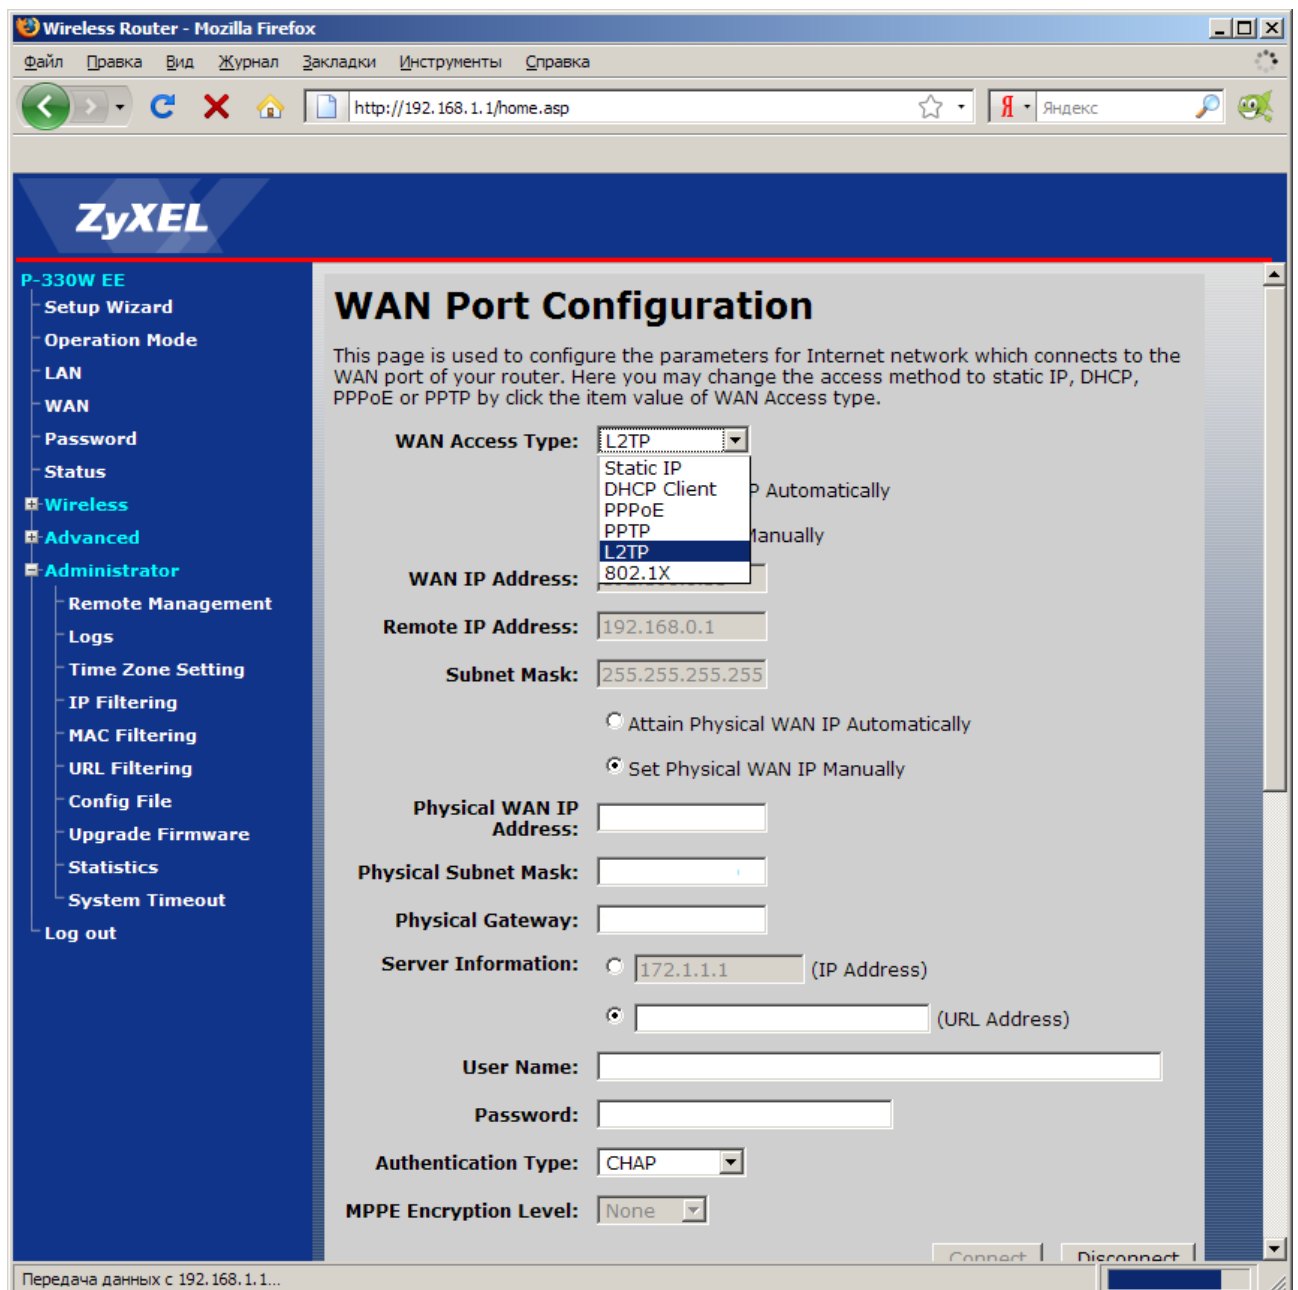 Wireless Router - Mozilla Firefox
Файл Правка Вид Журнал Закладки Инструменты Справка
http://192.168.1.1/home.asp Я Яндекс
ZyXEL
P-330W EE
Setup Wizard
Operation Mode
LAN
WAN
Password
Status
Wireless
Advanced
Administrator
Remote Management
Logs
Time Zone Setting
IP Filtering
MAC Filtering
URL Filtering
Config File
Upgrade Firmware
Statistics
System Timeout
Log out
WAN Port Configuration
This page is used to configure the parameters for Internet network which connects to the
WAN port of your router. Here you may change the access method to static IP, DHCP,
PPPoE or PPTP by click the item value of WAN Access type.
WAN Access Type: L2TP
Static IP
DHCP Client
PPPoE
PPTP
L2TP
802.1X
Automatically
Manually
WAN IP Address:
Remote IP Address: 192.168.0.1
Subnet Mask: 255.255.255.255
Attain Physical WAN IP Automatically
Set Physical WAN IP Manually
Physical WAN IP
Address:
Physical Subnet Mask:
Physical Gateway:
Server Information: 172.1.1.1 (IP Address)
(URL Address)
User Name:
Password:
Authentication Type: CHAP
MPPE Encryption Level: None
Connect Disconnect
Передача данных с 192.168.1.1...